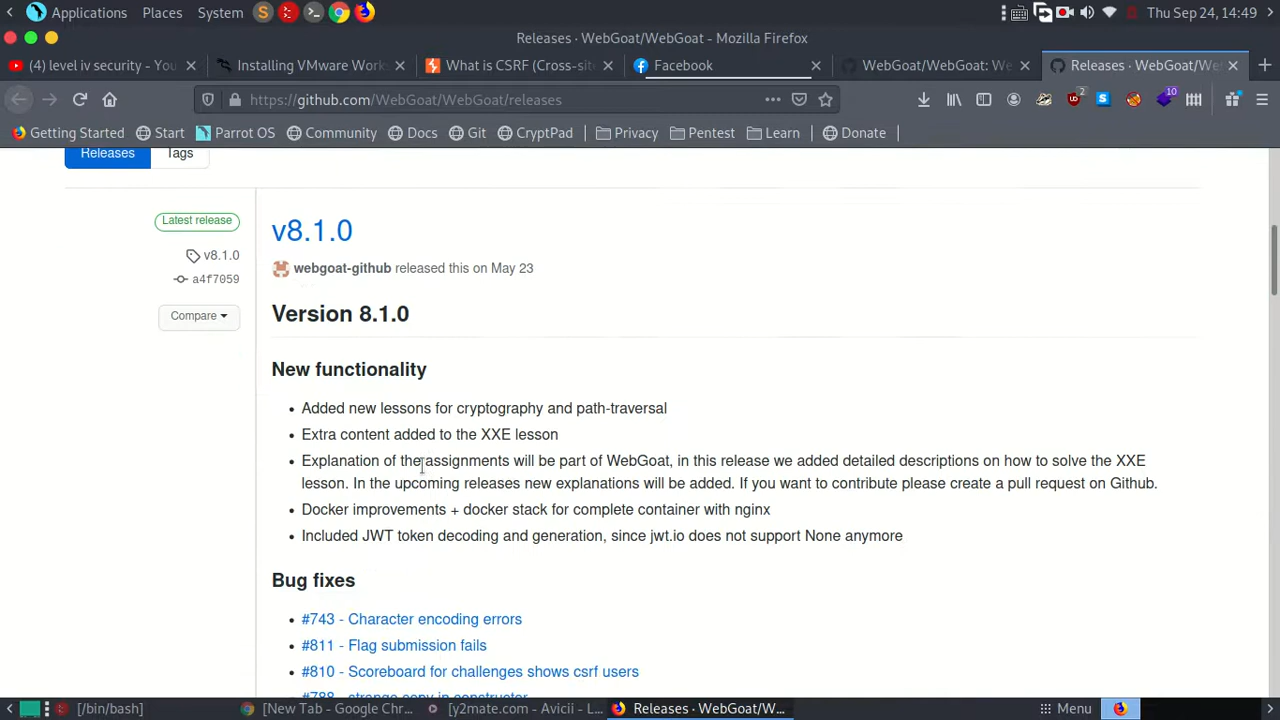 Applications Places System Thu Sep 24, 14:49
Releases · WebGoat/WebGoat - Mozilla Firefox
(4) level iv security - You Installing VMware Work What is CSRF (Cross-sit Facebook WebGoat/WebGoat: We Releases · WebGoat/We
https://github.com/WebGoat/WebGoat/releases 2 10
Getting Started Start Parrot OS Community Docs Git CryptPad Privacy Pentest Learn Donate
Releases Tags
Latest release
v8.1.0
a4f7059
Compare
v8.1.0
webgoat-github released this on May 23
Version 8.1.0
New functionality
• Added new lessons for cryptography and path-traversal
• Extra content added to the XXE lesson
• Explanation of the assignments will be part of WebGoat, in this release we added detailed descriptions on how to solve the XXE
lesson. In the upcoming releases new explanations will be added. If you want to contribute please create a pull request on Github.
• Docker improvements + docker stack for complete container with nginx
• Included JWT token decoding and generation, since jwt.io does not support None anymore
Bug fixes
• #743 - Character encoding errors
• #811 - Flag submission fails
• #810 - Scoreboard for challenges shows csrf users
• #788 - strange copy in constructor
[/bin/bash] [New Tab - Google Chr... [y2mate.com - Avicii - L... Releases · WebGoat/W... Menu